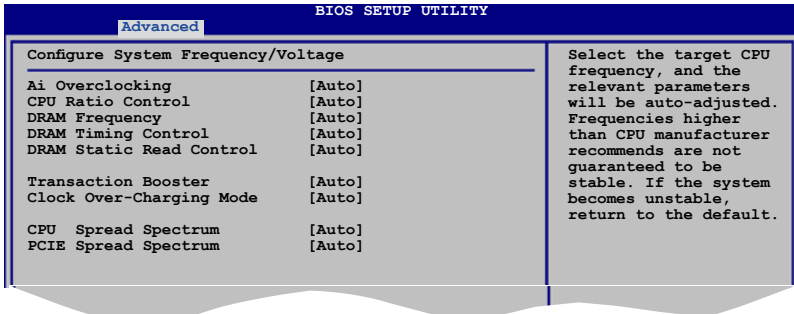 BIOS SETUP UTILITY
Advanced
Configure System Frequency/Voltage
Ai Overclocking [Auto]
CPU Ratio Control [Auto]
DRAM Frequency [Auto]
DRAM Timing Control [Auto]
DRAM Static Read Control [Auto]
Transaction Booster [Auto]
Clock Over-Charging Mode [Auto]
CPU Spread Spectrum [Auto]
PCIE Spread Spectrum [Auto]
Select the target CPU
frequency, and the
relevant parameters
will be auto-adjusted.
Frequencies higher
than CPU manufacturer
recommends are not
guaranteed to be
stable. If the system
becomes unstable,
return to the default.